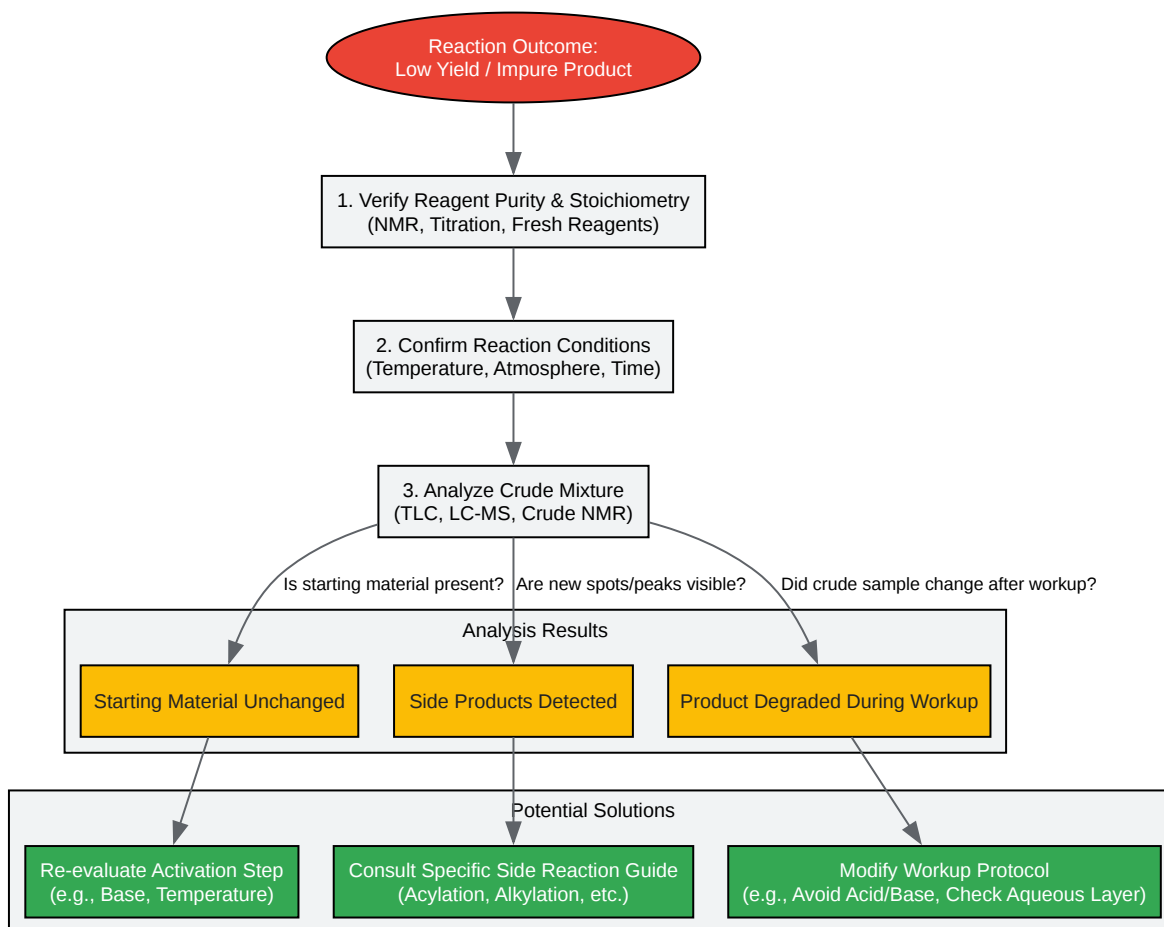 Reaction Outcome:
Low Yield / Impure Product
1. Verify Reagent Purity & Stoichiometry
(NMR, Titration, Fresh Reagents)
2. Confirm Reaction Conditions
(Temperature, Atmosphere, Time)
3. Analyze Crude Mixture
(TLC, LC-MS, Crude NMR)
Is starting material present?
Are new spots/peaks visible?
Did crude sample change after workup?
Analysis Results
Starting Material Unchanged
Side Products Detected
Product Degraded During Workup
Potential Solutions
Re-evaluate Activation Step
(e.g., Base, Temperature)
Consult Specific Side Reaction Guide
(Acylation, Alkylation, etc.)
Modify Workup Protocol
(e.g., Avoid Acid/Base, Check Aqueous Layer)